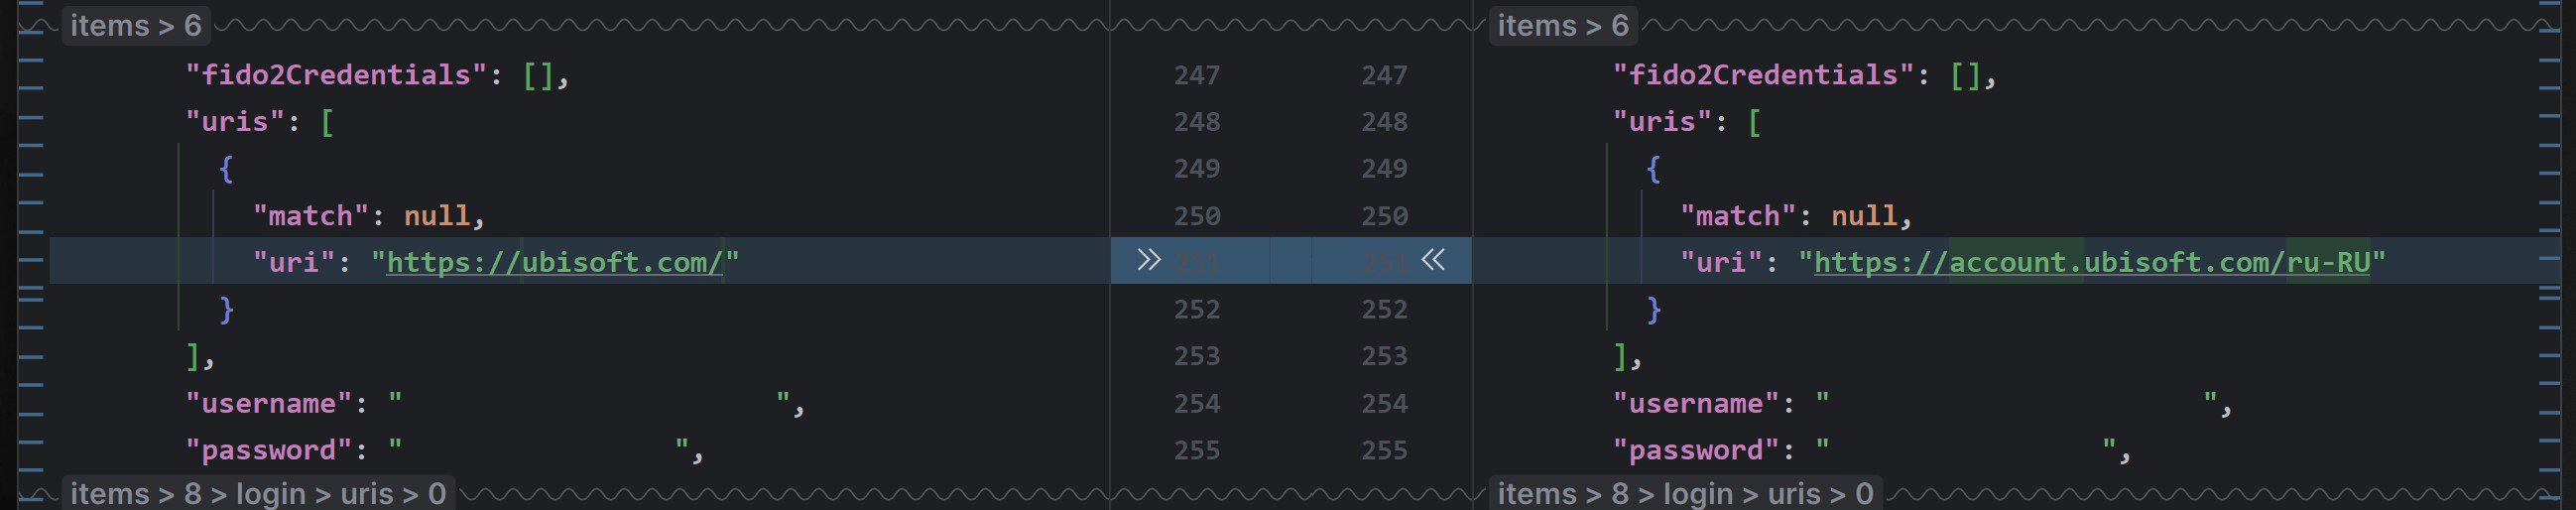 items > 6
"fido2Credentials": [],
"uris": [
{
"match": null,
"uri": "https://ubisoft.com/"
}
],
"username": " ",
"password": " ",
items > 8 > login > uris > 0
247 247
248 248
249 249
250 250
» 251 251 «
252 252
253 253
254 254
255 255
items > 6
"fido2Credentials": [],
"uris": [
{
"match": null,
"uri": "https://account.ubisoft.com/ru-RU"
}
],
"username": " ",
"password": " ",
items > 8 > login > uris > 0